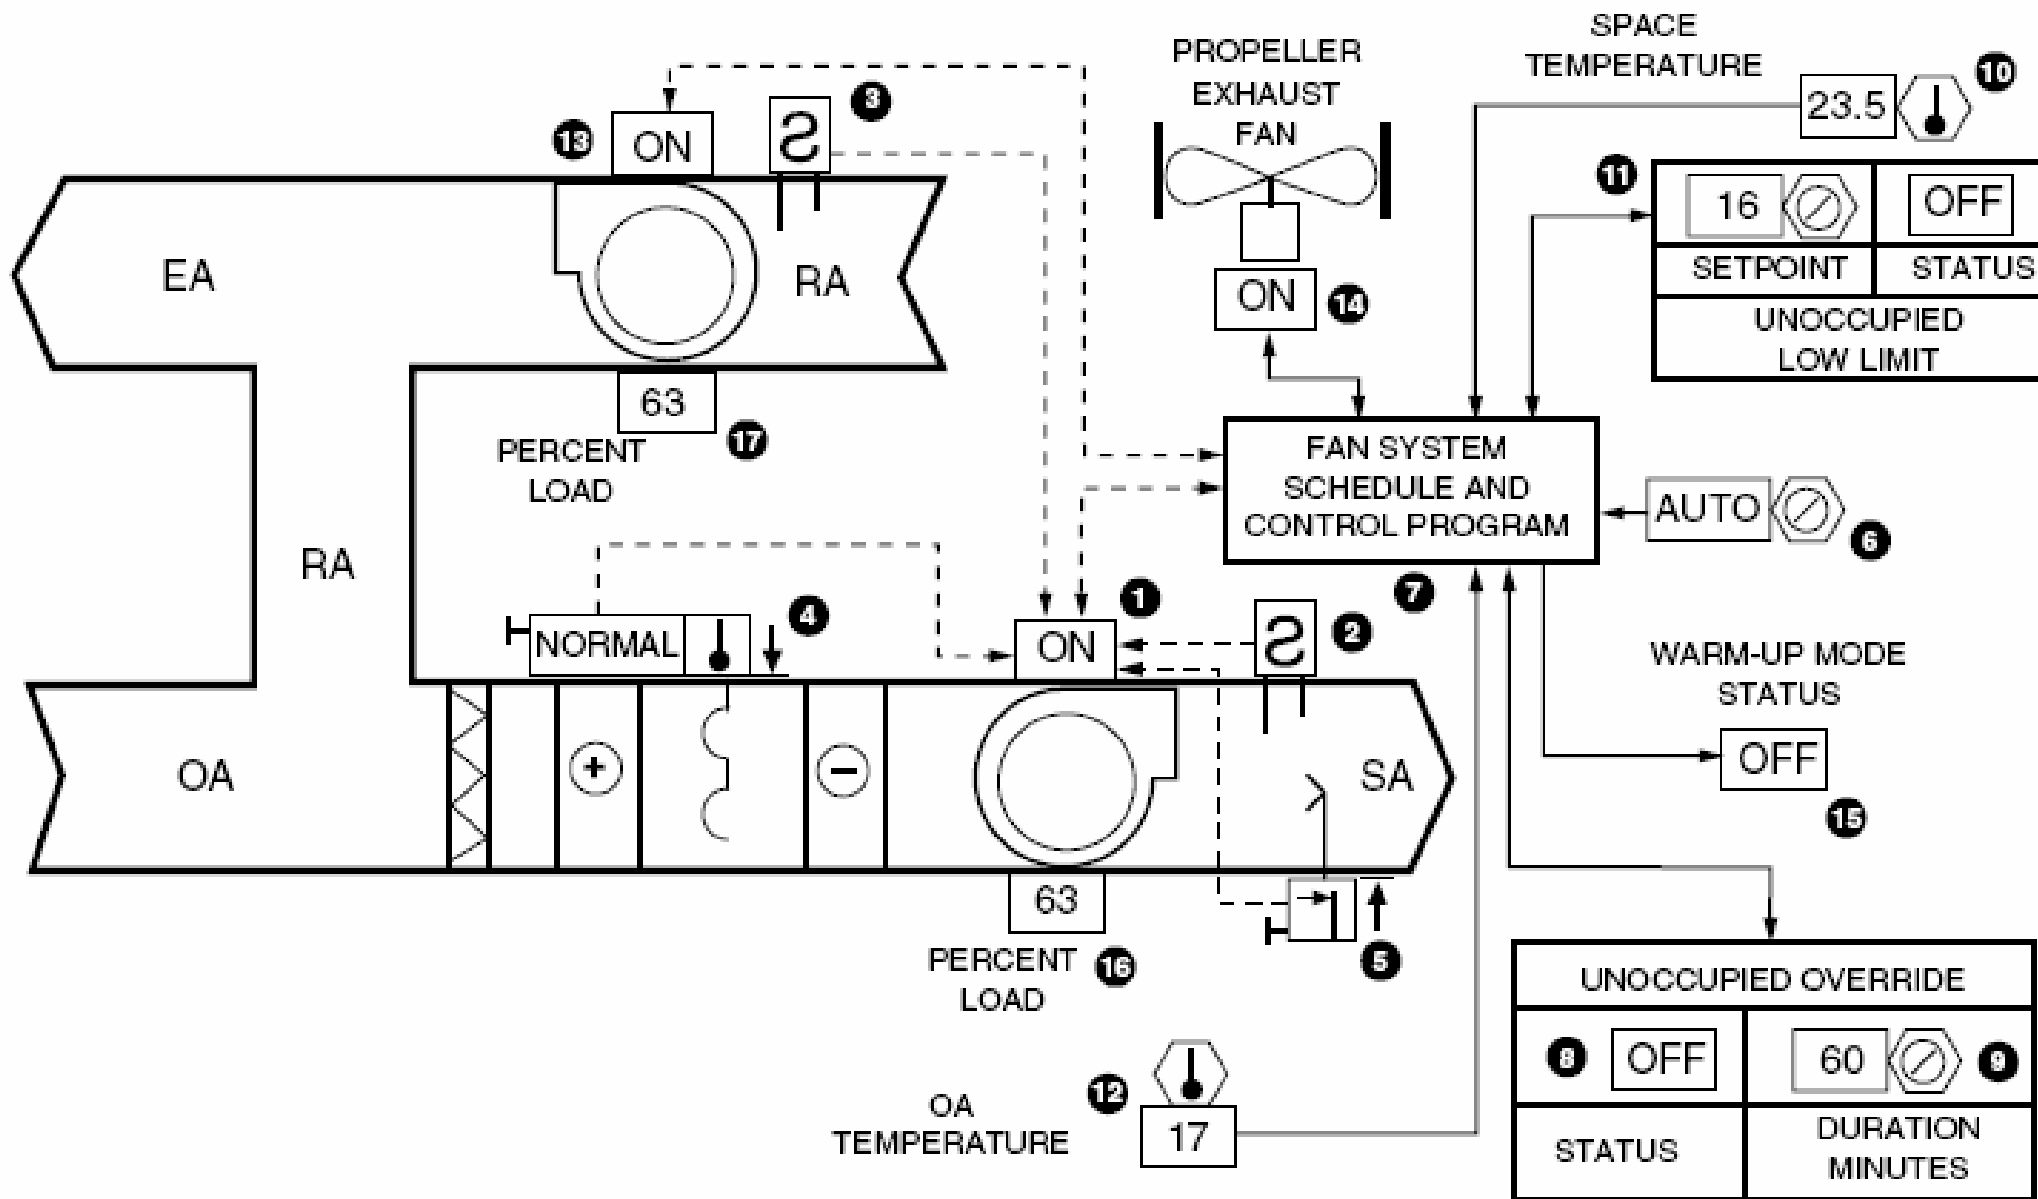 SPACE
TEMPERATURE
23.5
10
PROPELLER
EXHAUST
FAN
13
ON
S
3
11
16
OFF
SETPOINT
STATUS
UNOCCUPIED
LOW LIMIT
EA
RA
ON
14
63
17
PERCENT
LOAD
FAN SYSTEM
SCHEDULE AND
CONTROL PROGRAM
AUTO
6
7
RA
NORMAL
4
ON
1
S
2
WARM-UP MODE
STATUS
OFF
15
OA
+
−
SA
63
PERCENT
LOAD
16
5
UNOCCUPIED OVERRIDE
8
OFF
60
9
STATUS
DURATION
MINUTES
OA
TEMPERATURE
12
17